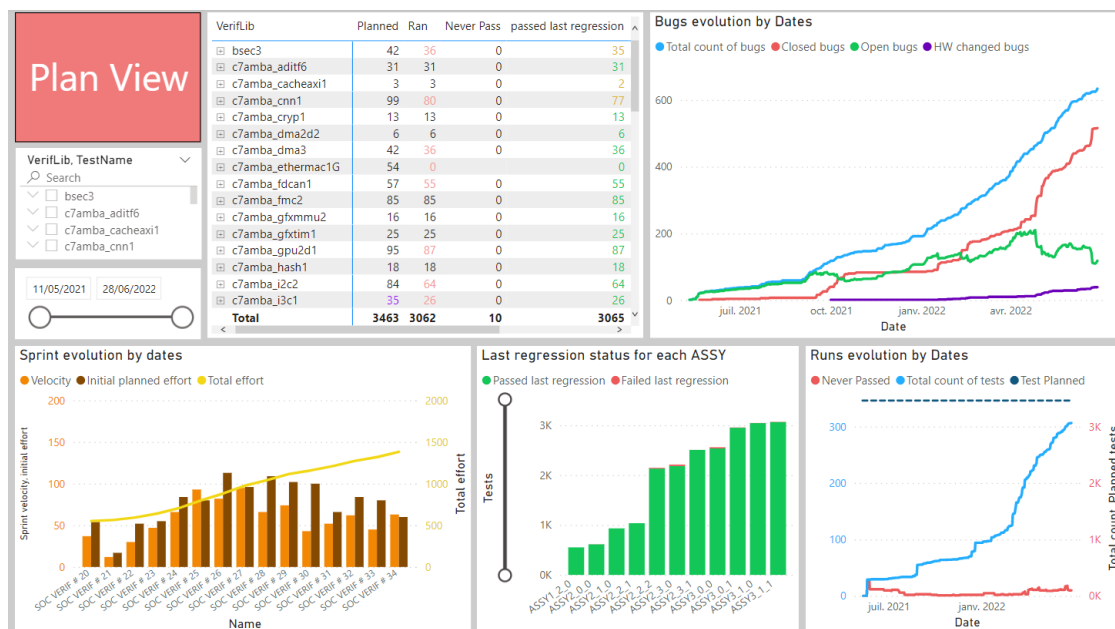 Plan View
VerifLib, TestName
Search
bsec3
c7amba_aditf6
c7amba_cacheaxi1
c7amba_cnn1
11/05/2021 28/06/2022
VerifLib Planned Ran Never Pass passed last regression
bsec3 42 36 0 35
c7amba_aditf6 31 31 0 31
c7amba_cacheaxi1 3 3 0 2
c7amba_cnn1 99 80 0 77
c7amba_cryp1 13 13 0 13
c7amba_dma2d2 6 6 0 6
c7amba_dma3 42 36 0 36
c7amba_ethermac1G 54 0 0
c7amba_fdcan1 57 55 0 55
c7amba_fmc2 85 85 0 85
c7amba_gfxmmu2 16 16 0 16
c7amba_gfxtim1 25 25 0 25
c7amba_gpu2d1 95 87 0 87
c7amba_hash1 18 18 0 18
c7amba_i2c2 84 64 0 64
c7amba_i3c1 35 26 0 26
Total 3463 3062 10 3065
Bugs evolution by Dates
Total count of bugs Closed bugs Open bugs HW changed bugs
600
400
200
0
juil. 2021 oct. 2021 janv. 2022 avr. 2022
Date
Sprint evolution by dates
Velocity Initial planned effort Total effort
Sprint velocity. initial effort
200
150
100
50
0
2000
1500
1000
500
0
Total effort
SOC VERIF # 20
SOC VERIF # 21
SOC VERIF # 22
SOC VERIF # 23
SOC VERIF # 24
SOC VERIF # 25
SOC VERIF # 26
SOC VERIF # 27
SOC VERIF # 28
SOC VERIF # 29
SOC VERIF # 30
SOC VERIF # 31
SOC VERIF # 32
SOC VERIF # 33
SOC VERIF # 34
Name
Last regression status for each ASSY
Passed last regression Failed last regression
Tests
3K
2K
1K
0K
ASSY1_2_0
ASSY2_0_0
ASSY2_1_0
ASSY2_2_1
ASSY2_2_2
ASSY2_3_0
ASSY2_3_1
ASSY3_0_0
ASSY3_0_1
ASSY3_1_0
ASSY3_1_1
Runs evolution by Dates
Never Passed Total count of tests Test Planned
300
200
100
0
3K
2K
1K
0K
Total count, Planned tests
juil. 2021 janv. 2022
Date